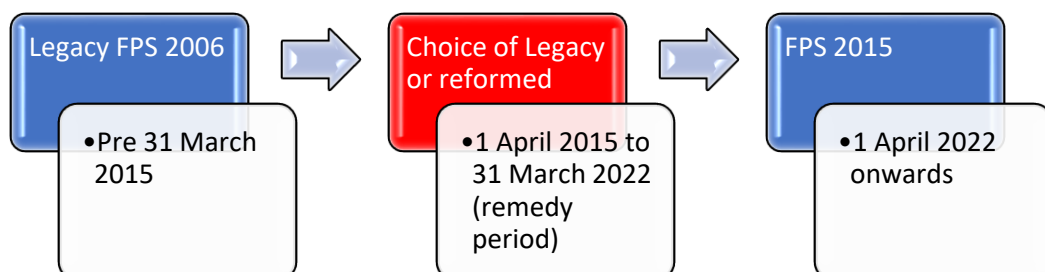 Legacy FPS 2006
•Pre 31 March
2015
Choice of Legacy
or reformed
•1 April 2015 to
31 March 2022
(remedy
period)
FPS 2015
•1 April 2022
onwards